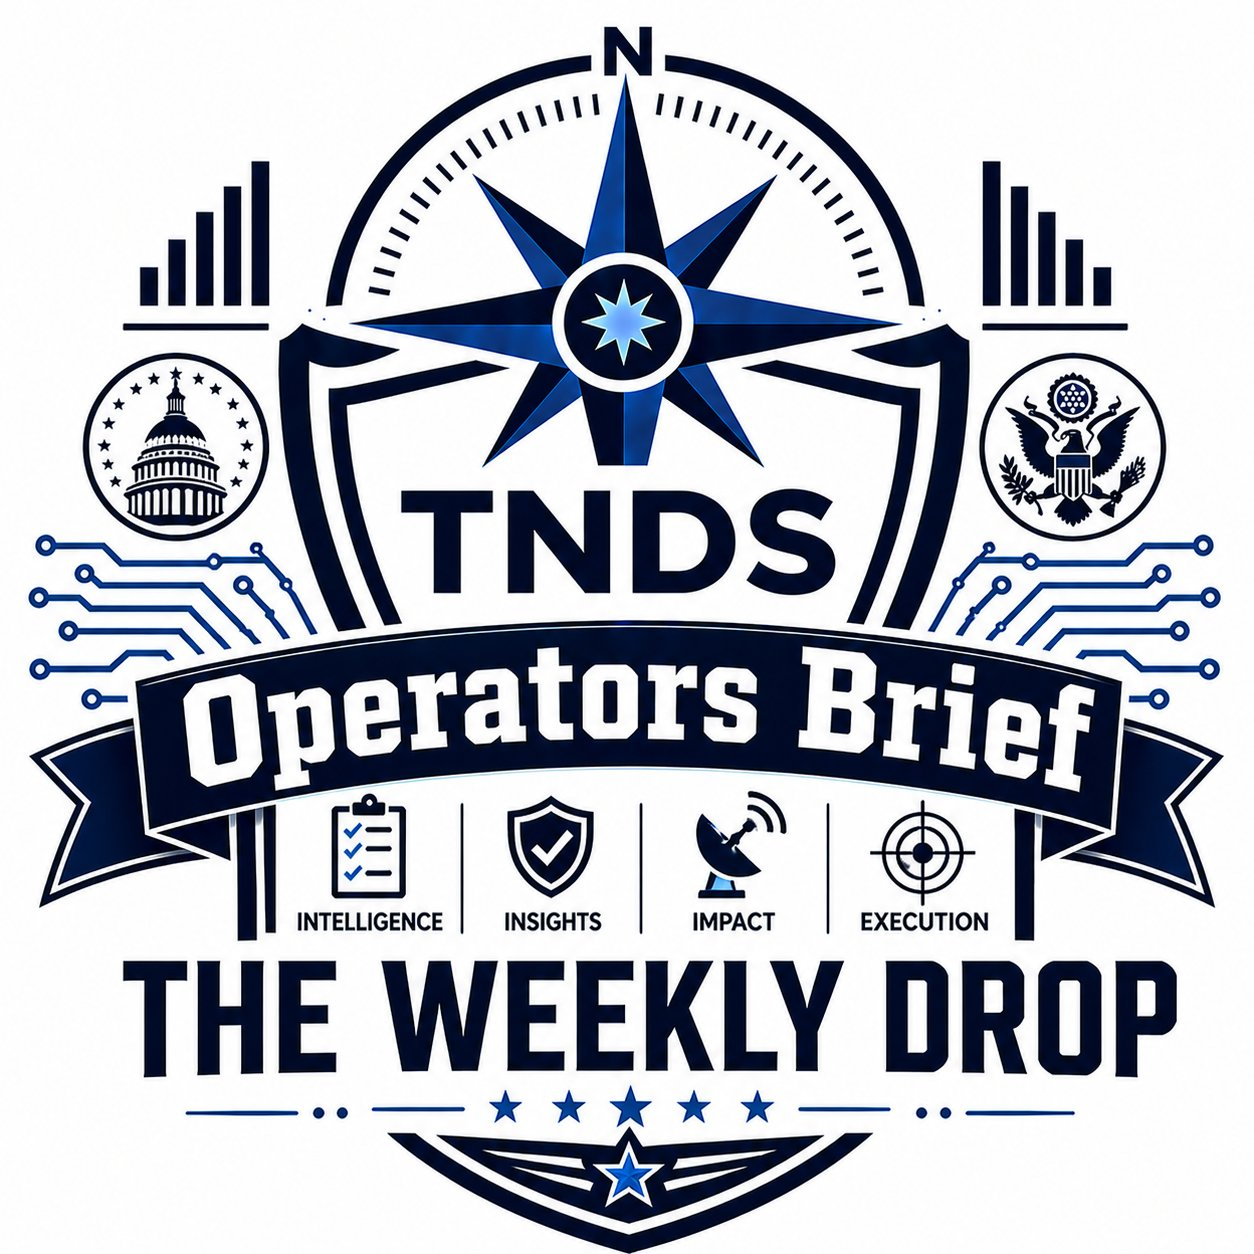 N
TNDS
Operators Brief
INTELLIGENCE
INSIGHTS
IMPACT
EXECUTION
THE WEEKLY DROP